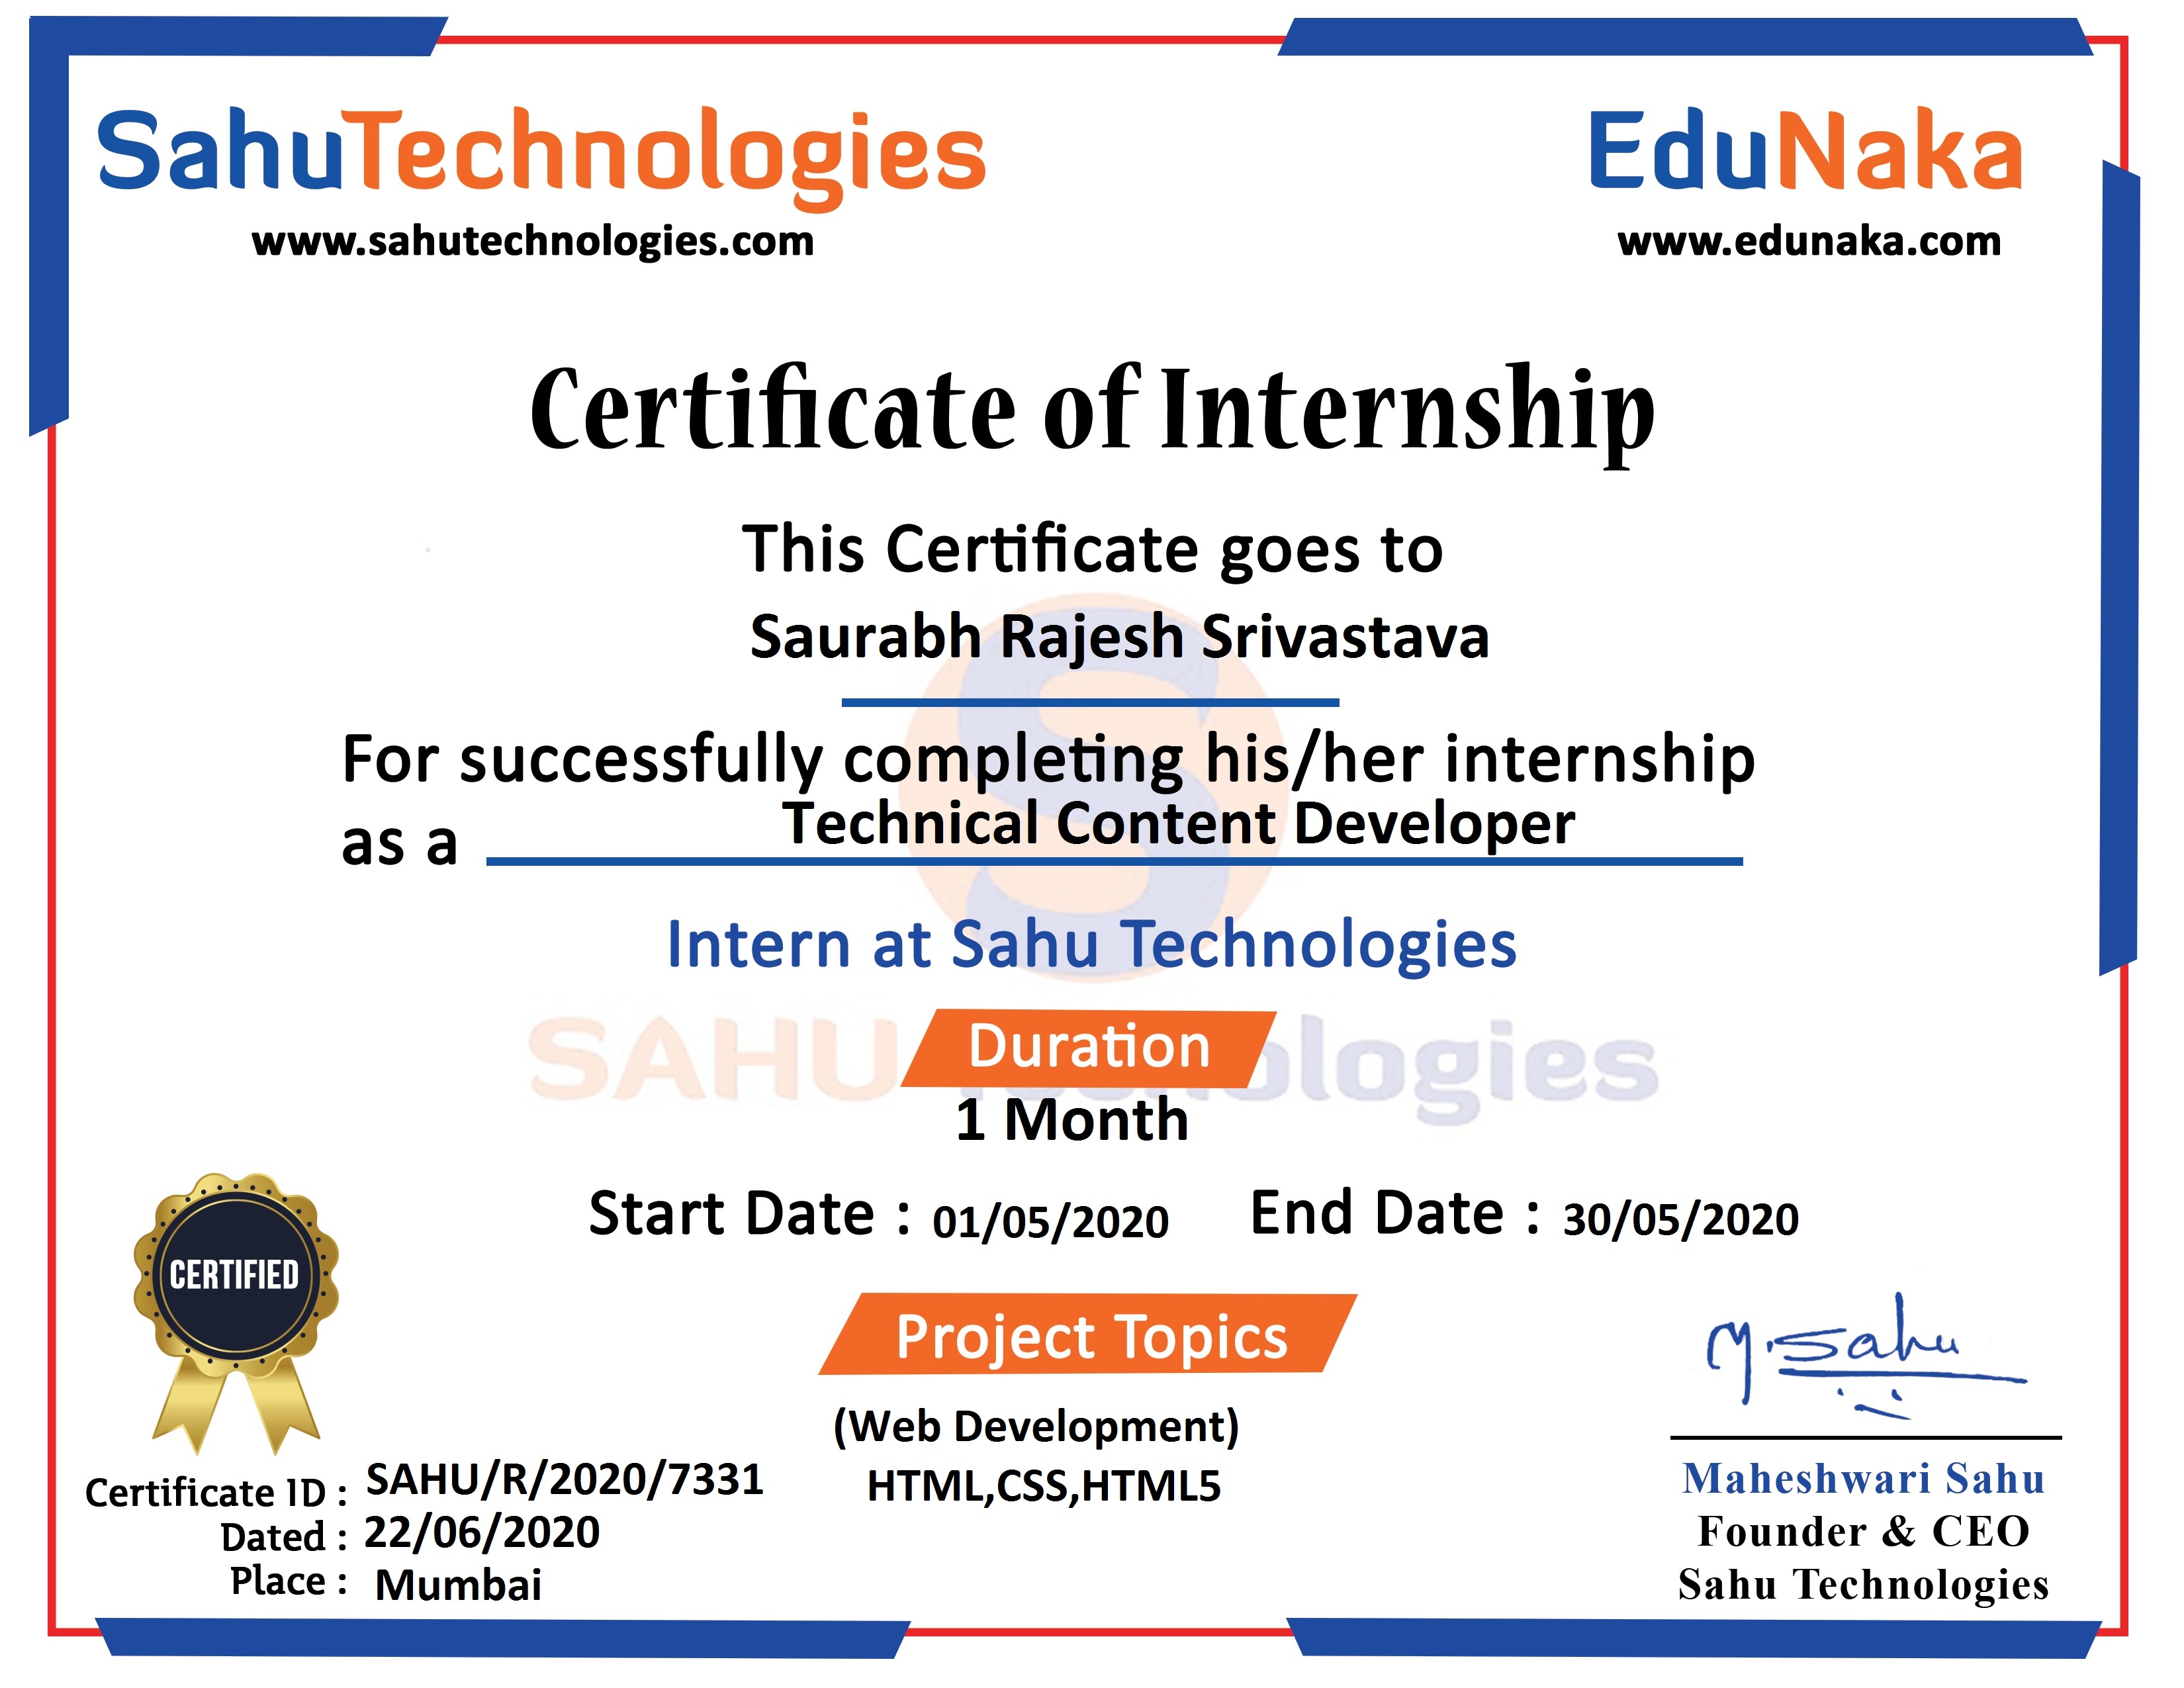 SahuTechnologies
www.sahutechnologies.com
EduNaka
www.edunaka.com
Certificate of Internship
This Certificate goes to
Saurabh Rajesh Srivastava
For successfully completing his/her internship
as a Technical Content Developer
Intern at Sahu Technologies
SAHU Technologies
Duration
1 Month
Start Date : 01/05/2020 End Date : 30/05/2020
CERTIFIED
Project Topics
(Web Development)
HTML,CSS,HTML5
Certificate ID : SAHU/R/2020/7331
Dated : 22/06/2020
Place : Mumbai
M.Sahu
Maheshwari Sahu
Founder & CEO
Sahu Technologies